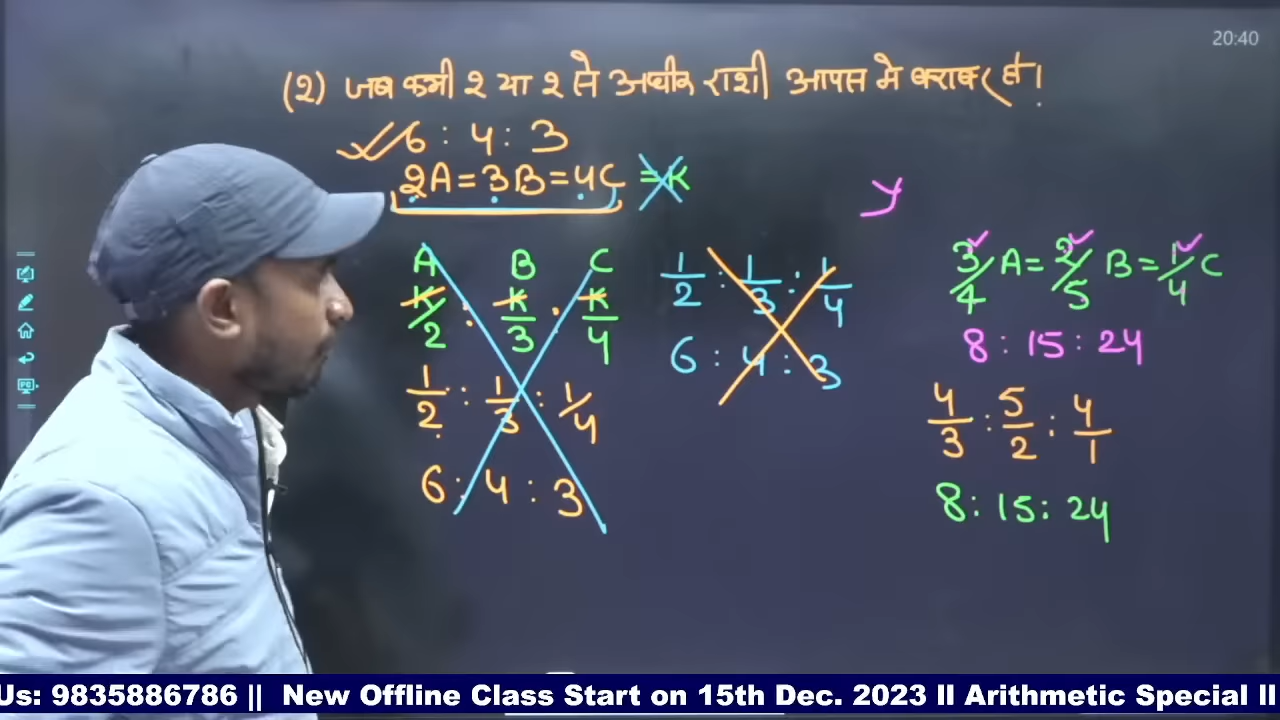 20:40
(2) जब कभी 2 या 2 से अधीक राशी आपस मे बराबर हो।
6 : 4 : 3
2A = 3B = 4C = K
y
A B C
K/2 : K/3 : K/4
1/2 : 1/3 : 1/4
6 : 4 : 3
1/2 : 1/3 : 1/4
6 : 4 : 3
3/4 A = 2/5 B = 1/4 C
8 : 15 : 24
4/3 : 5/2 : 4/1
8 : 15 : 24
Us: 9835886786 || New Offline Class Start on 15th Dec. 2023 II Arithmetic Special II